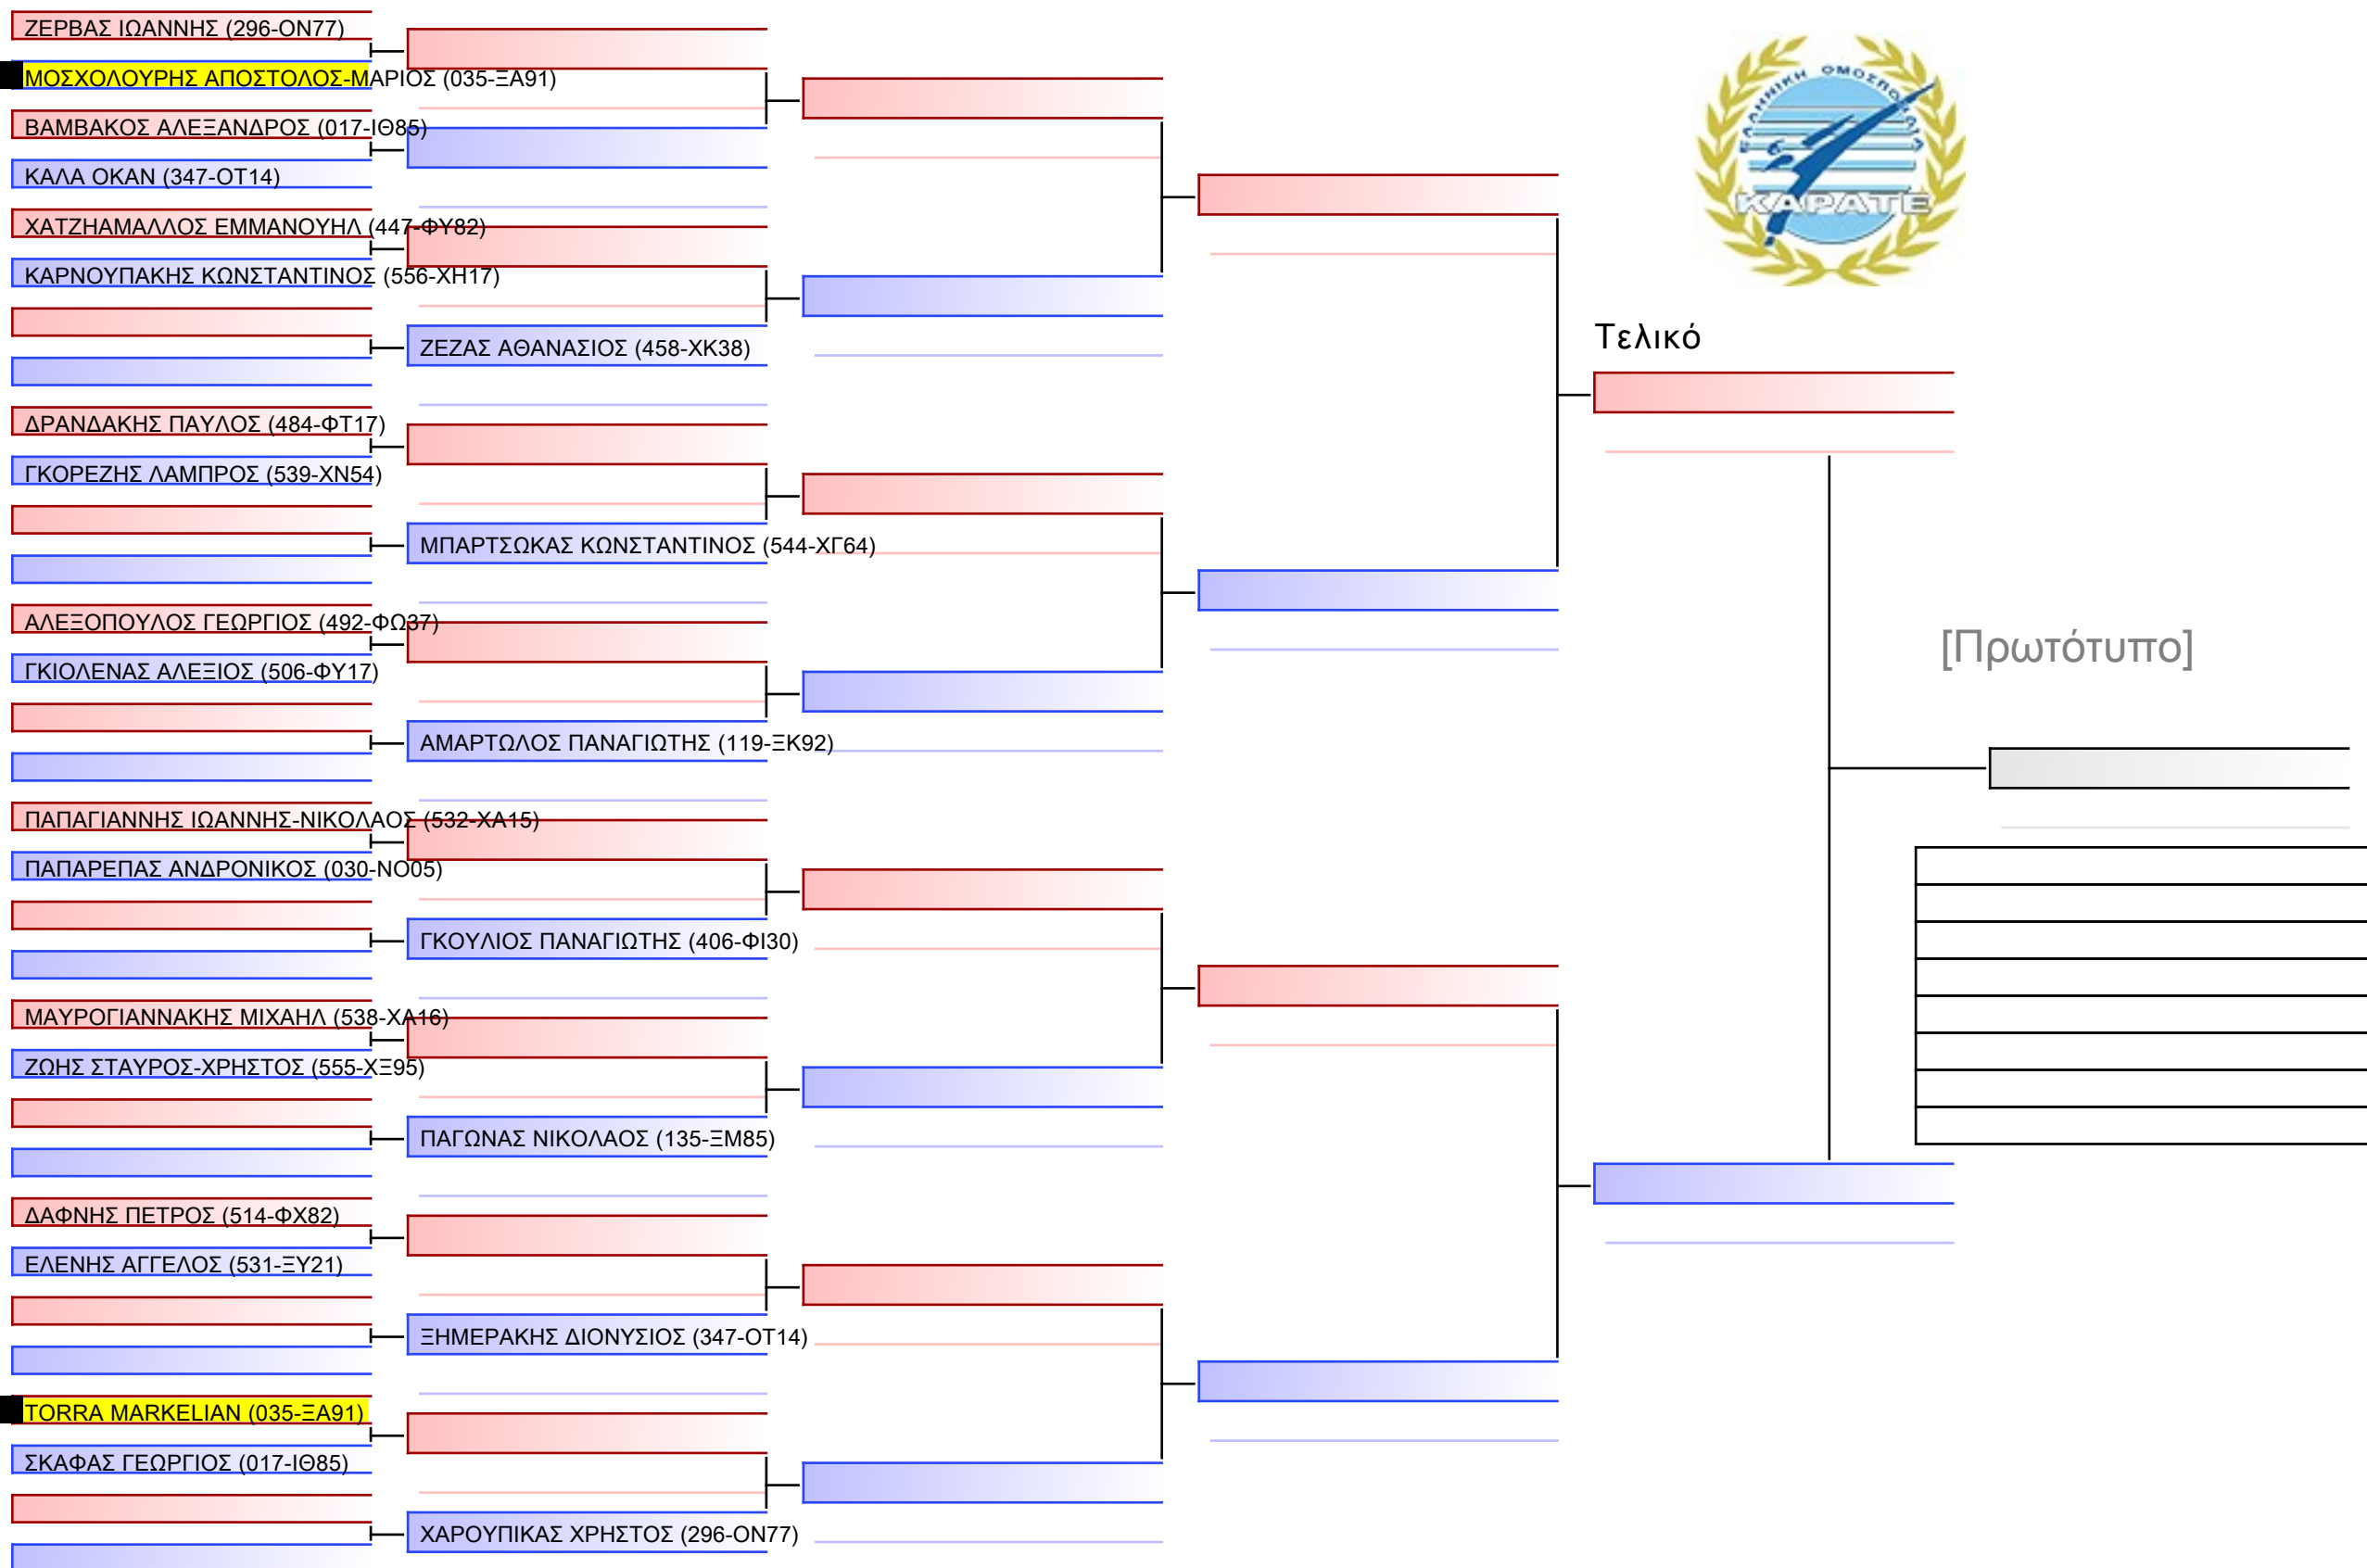 ΖΕΡΒΑΣ ΙΩΑΝΝΗΣ (296-ΟΝ77)
ΜΟΣΧΟΛΟΥΡΗΣ ΑΠΟΣΤΟΛΟΣ-ΜΑΡΙΟΣ (035-ΞΑ91)
ΒΑΜΒΑΚΟΣ ΑΛΕΞΑΝΔΡΟΣ (017-ΙΘ85)
ΚΑΛΑ ΟΚΑΝ (347-ΟΤ14)
ΧΑΤΖΗΑΜΑΛΛΟΣ ΕΜΜΑΝΟΥΗΛ (447-ΦΥ82)
ΚΑΡΝΟΥΠΑΚΗΣ ΚΩΝΣΤΑΝΤΙΝΟΣ (556-ΧΗ17)
ΔΡΑΝΔΑΚΗΣ ΠΑΥΛΟΣ (484-ΦΤ17)
ΓΚΟΡΕΖΗΣ ΛΑΜΠΡΟΣ (539-ΧΝ54)
ΑΛΕΞΟΠΟΥΛΟΣ ΓΕΩΡΓΙΟΣ (492-ΦΩ37)
ΓΚΙΟΛΕΝΑΣ ΑΛΕΞΙΟΣ (506-ΦΥ17)
ΠΑΠΑΓΙΑΝΝΗΣ ΙΩΑΝΝΗΣ-ΝΙΚΟΛΑΟΣ (532-ΧΑ15)
ΠΑΠΑΡΕΠΑΣ ΑΝΔΡΟΝΙΚΟΣ (030-ΝΟ05)
ΜΑΥΡΟΓΙΑΝΝΑΚΗΣ ΜΙΧΑΗΛ (538-ΧΑ16)
ΖΩΗΣ ΣΤΑΥΡΟΣ-ΧΡΗΣΤΟΣ (555-ΧΞ95)
ΔΑΦΝΗΣ ΠΕΤΡΟΣ (514-ΦΧ82)
ΕΛΕΝΗΣ ΑΓΓΕΛΟΣ (531-ΞΥ21)
TORRA MARKELIAN (035-ΞΑ91)
ΣΚΑΦΑΣ ΓΕΩΡΓΙΟΣ (017-ΙΘ85)
ΖΕΖΑΣ ΑΘΑΝΑΣΙΟΣ (458-ΧΚ38)
ΜΠΑΡΤΣΩΚΑΣ ΚΩΝΣΤΑΝΤΙΝΟΣ (544-ΧΓ64)
ΑΜΑΡΤΩΛΟΣ ΠΑΝΑΓΙΩΤΗΣ (119-ΞΚ92)
ΓΚΟΥΛΙΟΣ ΠΑΝΑΓΙΩΤΗΣ (406-ΦΙ30)
ΠΑΓΩΝΑΣ ΝΙΚΟΛΑΟΣ (135-ΞΜ85)
ΞΗΜΕΡΑΚΗΣ ΔΙΟΝΥΣΙΟΣ (347-ΟΤ14)
ΧΑΡΟΥΠΙΚΑΣ ΧΡΗΣΤΟΣ (296-ΟΝ77)
ΕΛΛΗΝΙΚΗ ΟΜΟΣΠΟΝΔΙΑ
ΚΑΡΑΤΕ
Τελικό
[Πρωτότυπο]